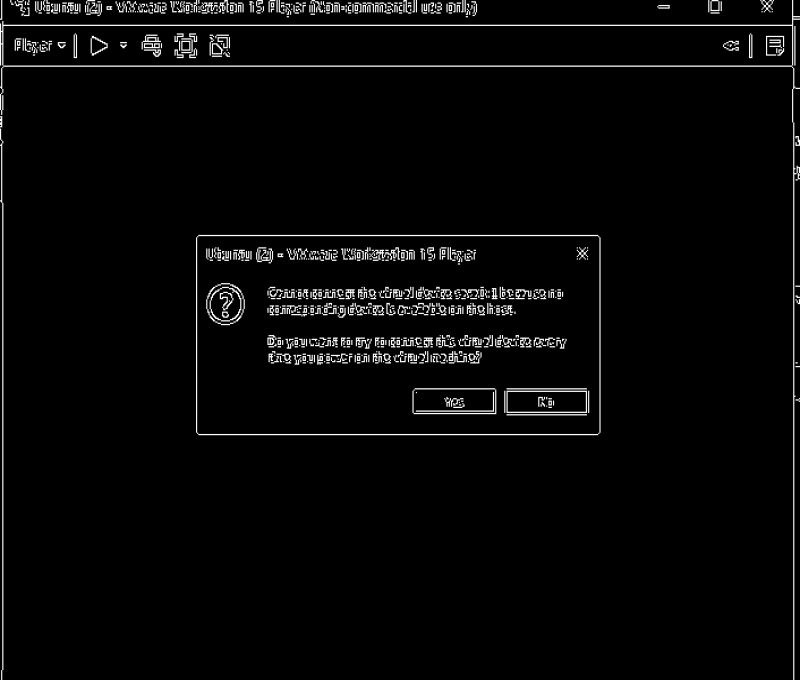 Ubuntu (2) - VMware Workstation 15 Player (Non-commercial use only)
Player
Ubuntu (2) - VMware Workstation 15 Player
Cannot connect the virtual device sata0:1 because no
corresponding device is available on the host.
Do you want to try to connect this virtual device every
time you power on the virtual machine?
Yes
No